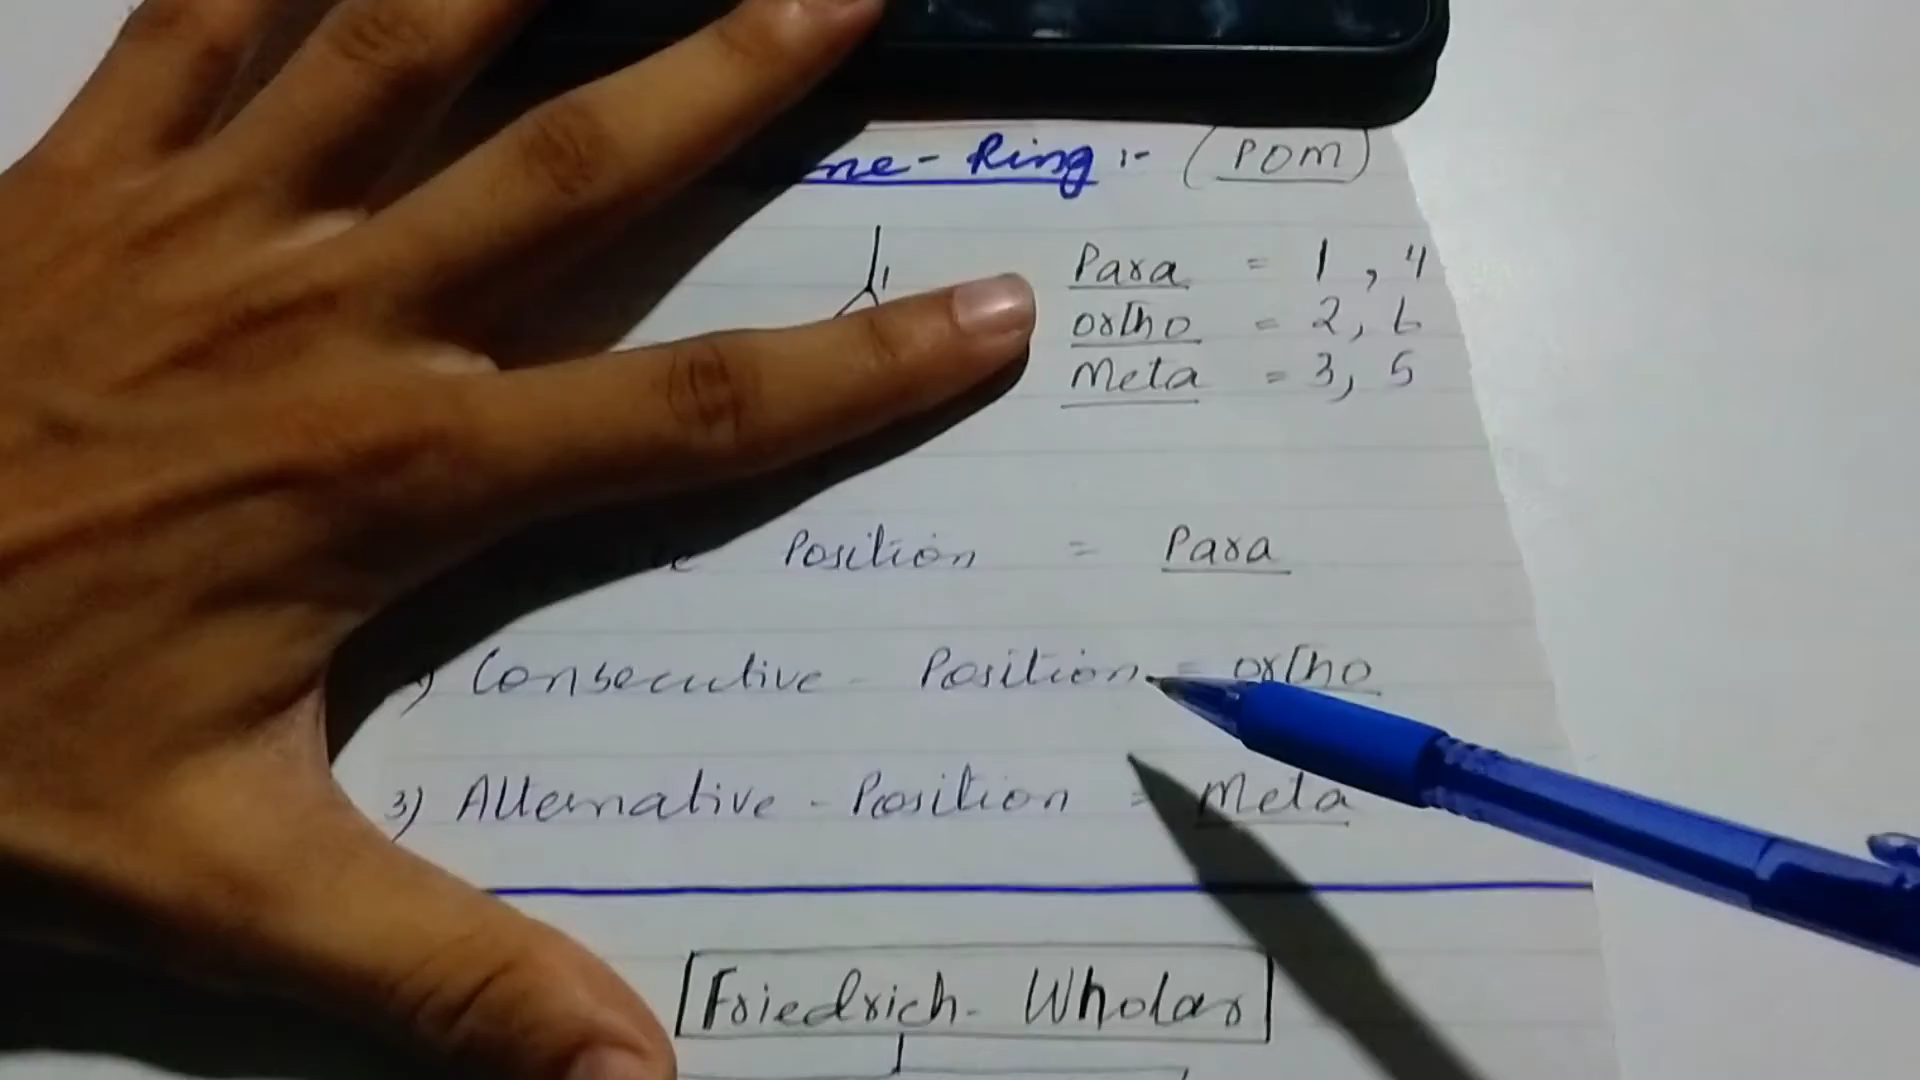 Ring :- (POM)
1
Para = 1, 4
ortho = 2, 6
Meta = 3, 5
Position = Para
Consecutive - Position = ortho
3) Alternative - Position = Meta
Friedrich - Wholar